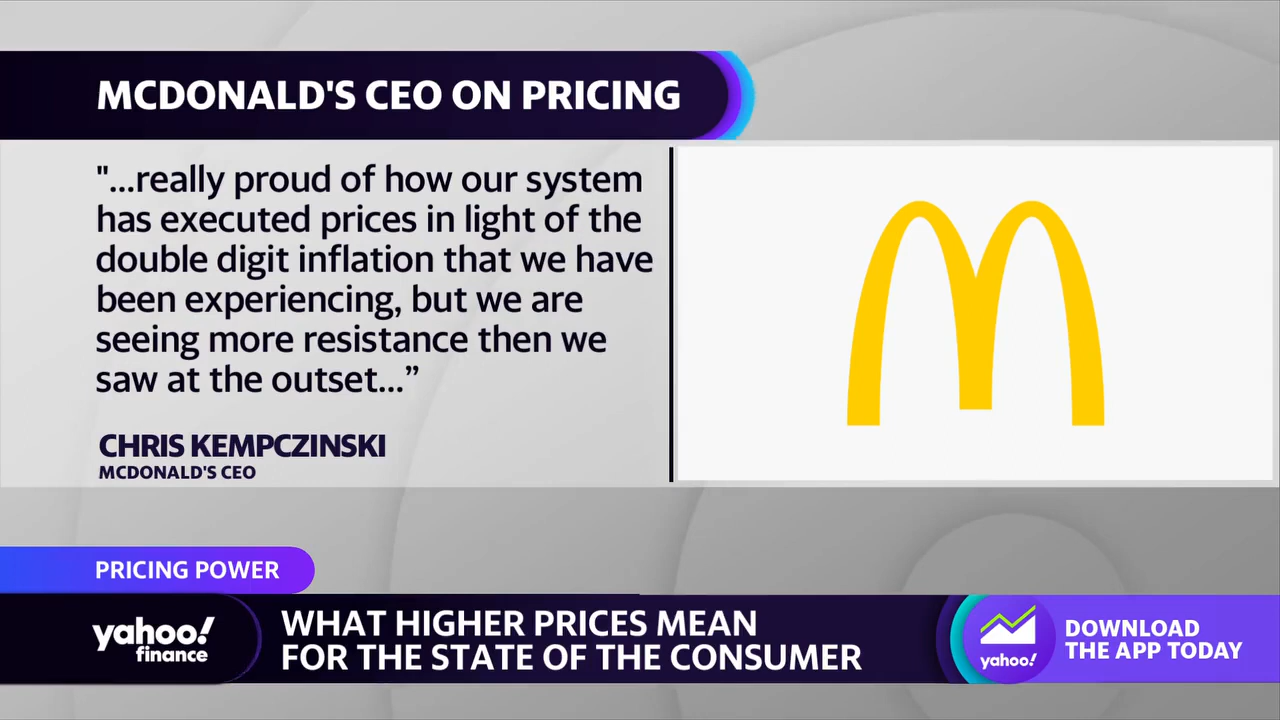 MCDONALD'S CEO ON PRICING
"...really proud of how our system
has executed prices in light of the
double digit inflation that we have
been experiencing, but we are
seeing more resistance then we
saw at the outset...”
CHRIS KEMPCZINSKI
MCDONALD'S CEO
PRICING POWER
yahoo!
finance
WHAT HIGHER PRICES MEAN
FOR THE STATE OF THE CONSUMER
yahoo!
DOWNLOAD
THE APP TODAY